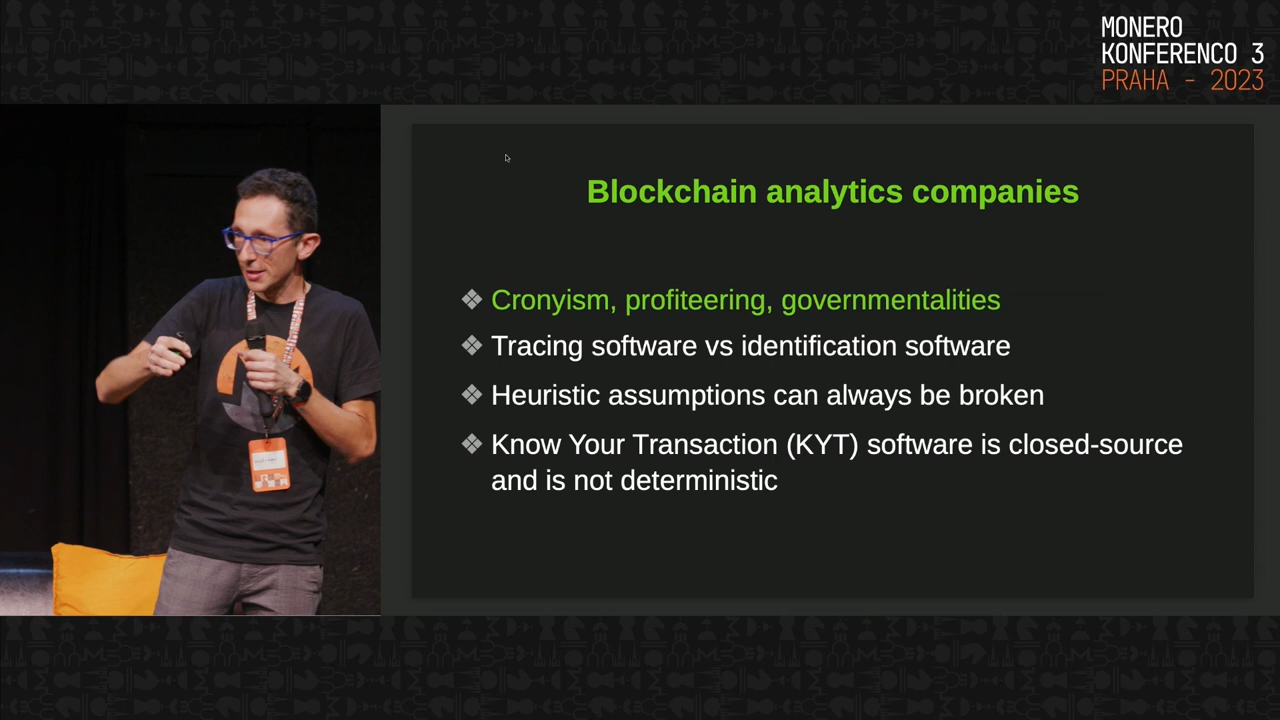 MONERO
KONFERENCO 3
PRAHA - 2023
Blockchain analytics companies
❖ Cronyism, profiteering, governmentalities
❖ Tracing software vs identification software
❖ Heuristic assumptions can always be broken
❖ Know Your Transaction (KYT) software is closed-source
and is not deterministic